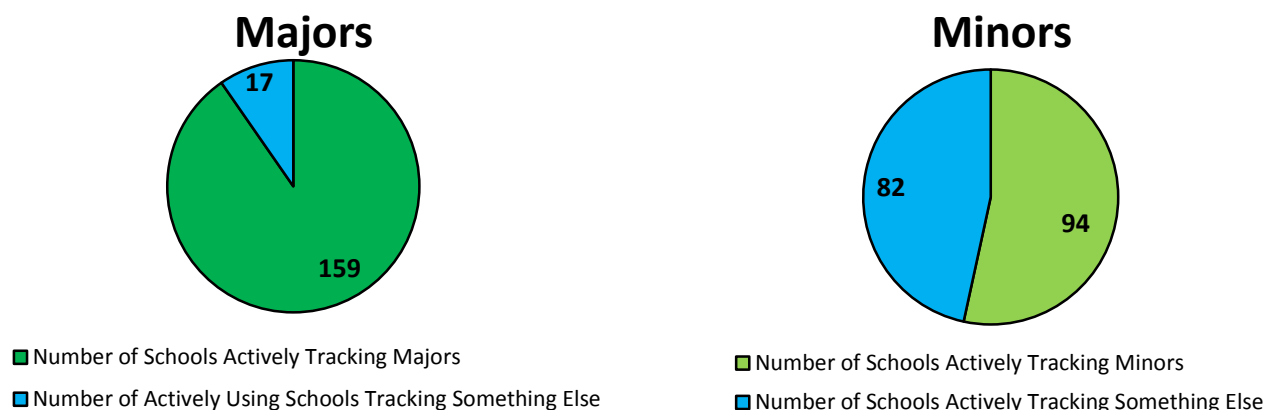 Majors
17
159
Number of Schools Actively Tracking Majors
Number of Actively Using Schools Tracking Something Else
Minors
82
94
Number of Schools Actively Tracking Minors
Number of Schools Actively Tracking Something Else